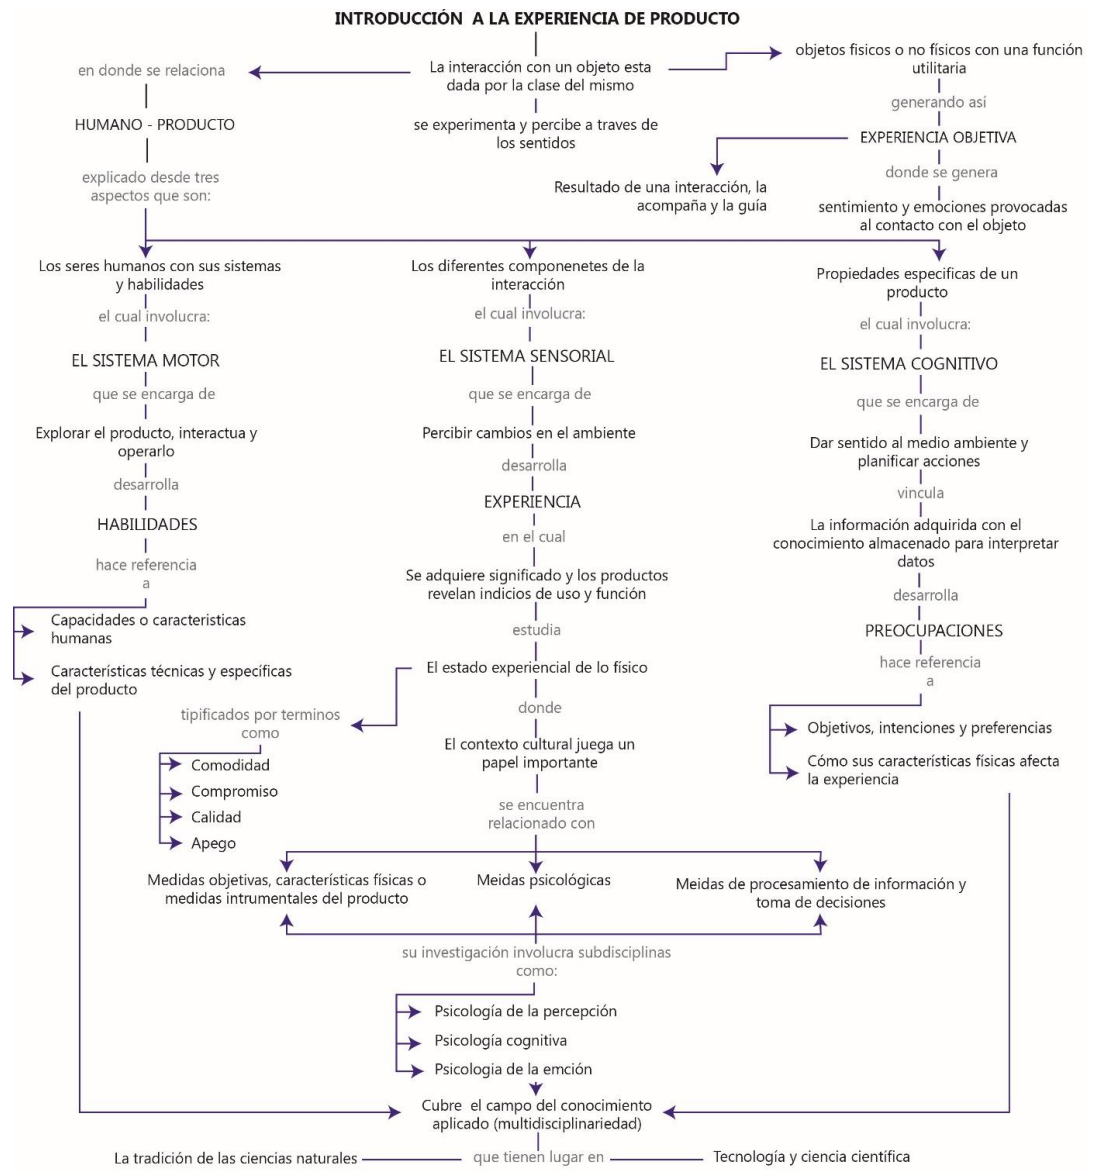 INTRODUCCIÓN  A LA EXPERIENCIA DE PRODUCTO
en donde se relaciona
La interacción con un objeto esta
dada por la clase del mismo
objetos fisicos o no físicos con una función
utilitaria
HUMANO - PRODUCTO
se experimenta y percibe a traves de
los sentidos
generando así
EXPERIENCIA OBJETIVA
explicado desde tres
aspectos que son:
Resultado de una interacción, la
acompaña y la guía
donde se genera
sentimiento y emociones provocadas
al contacto con el objeto
Los seres humanos con sus sistemas
y habilidades
el cual involucra:
EL SISTEMA MOTOR
que se encarga de
Explorar el producto, interactua y
operarlo
desarrolla
HABILIDADES
hace referencia
a
Capacidades o caracteristicas
humanas
Características técnicas y específicas
del producto
Los diferentes componenetes de la
interacción
el cual involucra:
EL SISTEMA SENSORIAL
que se encarga de
Percibir cambios en el ambiente
desarrolla
EXPERIENCIA
en el cual
Se adquiere significado y los productos
revelan indicios de uso y función
estudia
El estado experiencial de lo físico
tipificados por terminos
como
Comodidad
Compromiso
Calidad
Apego
donde
El contexto cultural juega un
papel importante
se encuentra
relacionado con
Propiedades especificas de un
producto
el cual involucra:
EL SISTEMA COGNITIVO
que se encarga de
Dar sentido al medio ambiente y
planificar acciones
vincula
La información adquirida con el
conocimiento almacenado para interpretar
datos
desarrolla
PREOCUPACIONES
hace referencia
a
Objetivos, intenciones y preferencias
Cómo sus características físicas afecta
la experiencia
Medidas objetivas, características físicas o
medidas intrumentales del producto
Meidas psicológicas
Meidas de procesamiento de información y
toma de decisiones
su investigación involucra subdisciplinas
como:
Psicología de la percepción
Psicología cognitiva
Psicologia de la emción
Cubre  el campo del conocimiento
aplicado (multidisciplinariedad)
La tradición de las ciencias naturales
que tienen lugar en
Tecnología y ciencia científica